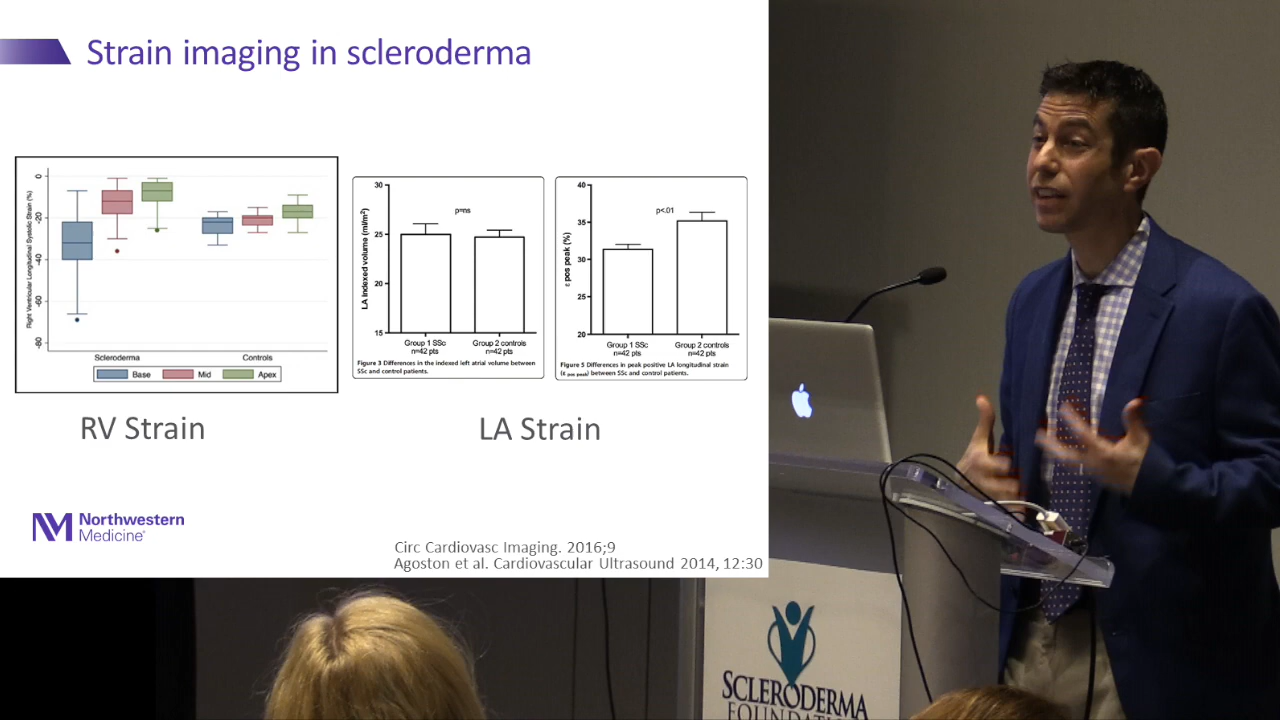 Strain imaging in scleroderma
Right Ventricular Longitudinal Systolic Strain (%)
0
-20
-40
-60
-80
Scleroderma
Controls
Base
Mid
Apex
RV Strain
LA Indexed volume (ml/m²)
30
25
20
15
p=ns
Group 1 SSc
n=42 pts
Group 2 controls
n=42 pts
Figure 3 Differences in the indexed left atrial volume between
SSc and control patients.
ε pos peak (%)
40
35
30
25
20
p<.01
Group 1 SSc
n=42 pts
Group 2 controls
n=42 pts
Figure 5 Differences in peak positive LA longitudinal strain
(ε pos peak) between SSc and control patients.
LA Strain
Northwestern
Medicine
Circ Cardiovasc Imaging. 2016;9
Agoston et al. Cardiovascular Ultrasound 2014, 12:30
SCLERODERMA
FOUNDATION